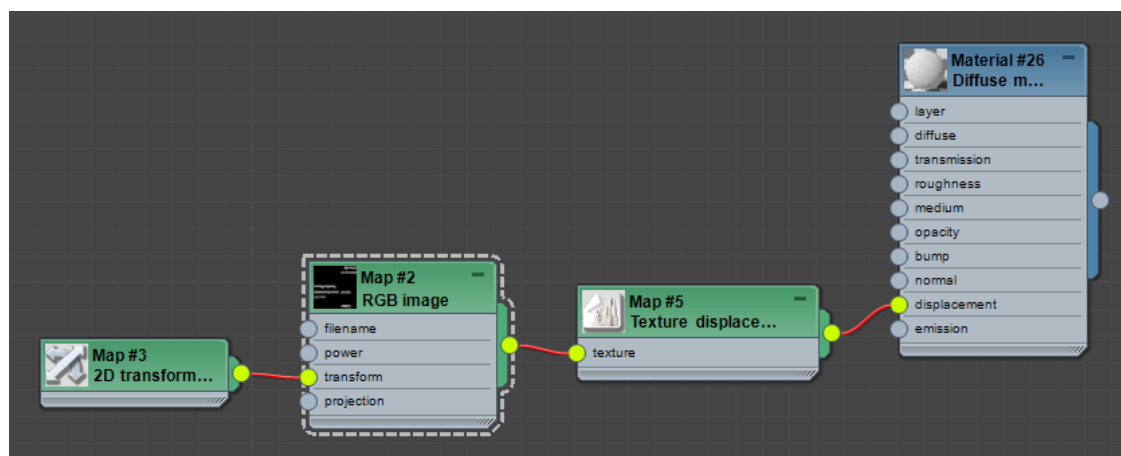 Material #26
Diffuse m...
layer
diffuse
transmission
roughness
medium
opacity
bump
normal
displacement
emission
Map #2
RGB image
filename
power
transform
projection
Map #5
Texture displace...
texture
Map #3
2D transform...